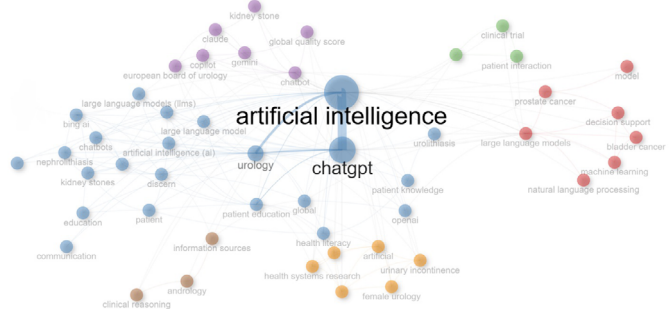 kidney stone
claude
global quality score
clinical trial
copilot
gemini
patient interaction
european board of urology
chatbot
model
large language models (llms)
prostate cancer
artificial intelligence
bing ai
large language model
decision support
chatbots
urolithiasis
large language models
bladder cancer
nephrolithiasis
artificial intelligence (ai)
urology
chatgpt
machine learning
kidney stones
discern
patient knowledge
natural language processing
education
patient
patient education
global
openai
information sources
health literacy
communication
artificial
health systems research
urinary incontinence
andrology
female urology
clinical reasoning